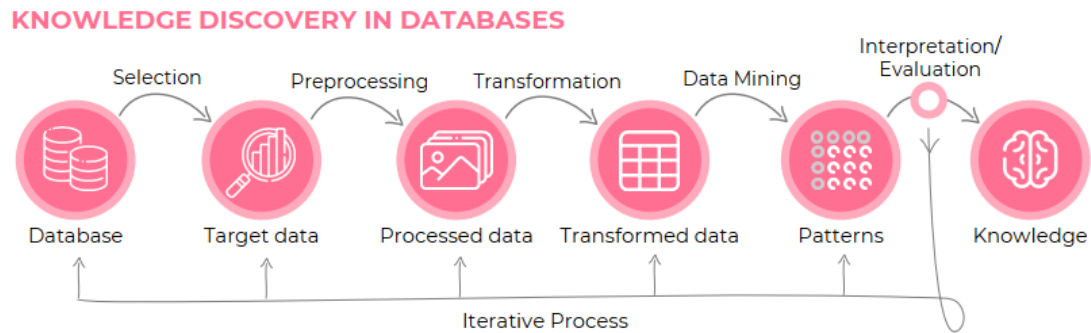 KNOWLEDGE DISCOVERY IN DATABASES
Selection
Preprocessing
Transformation
Data Mining
Interpretation/
Evaluation
Database
Target data
Processed data
Transformed data
Patterns
Knowledge
Iterative Process